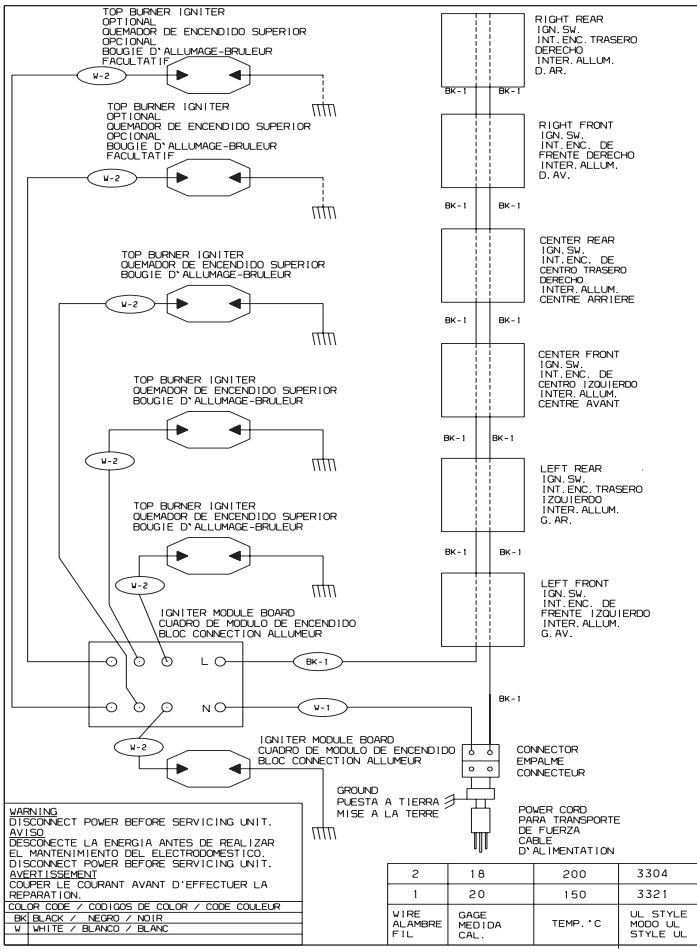 TOP BURNER IGNITER
OPTIONAL
QUEMADOR DE ENCENDIDO SUPERIOR
OPCIONAL
BOUGIE D`ALLUMAGE-BRULEUR
FACULTATIF
W-2
TOP BURNER IGNITER
OPTIONAL
QUEMADOR DE ENCENDIDO SUPERIOR
OPCIONAL
BOUGIE D`ALLUMAGE-BRULEUR
FACULTATIF
W-2
TOP BURNER IGNITER
QUEMADOR DE ENCENDIDO SUPERIOR
BOUGIE D`ALLUMAGE-BRULEUR
W-2
TOP BURNER IGNITER
QUEMADOR DE ENCENDIDO SUPERIOR
BOUGIE D`ALLUMAGE-BRULEUR
W-2
TOP BURNER IGNITER
QUEMADOR DE ENCENDIDO SUPERIOR
BOUGIE D`ALLUMAGE-BRULEUR
W-2
IGNITER MODULE BOARD
CUADRO DE MODULO DE ENCENDIDO
BLOC CONNECTION ALLUMEUR
L
BK-1
N
W-1
W-2
IGNITER MODULE BOARD
CUADRO DE MODULO DE ENCENDIDO
BLOC CONNECTION ALLUMEUR
RIGHT REAR
IGN.SW.
INT.ENC.TRASERO
DERECHO
INTER.ALLUM.
D.AR.
BK-1 BK-1
RIGHT FRONT
IGN.SW.
INT.ENC. DE
FRENTE DERECHO
INTER.ALLUM.
D.AV.
BK-1 BK-1
CENTER REAR
IGN.SW.
INT.ENC. DE
CENTRO TRASERO
DERECHO
INTER.ALLUM.
CENTRE ARRIERE
BK-1 BK-1
CENTER FRONT
IGN.SW.
INT.ENC. DE
CENTRO IZQUIERDO
INTER.ALLUM.
CENTRE AVANT
BK-1 BK-1
LEFT REAR
IGN.SW.
INT.ENC.TRASERO
IZQUIERDO
INTER.ALLUM.
G.AR.
BK-1 BK-1
LEFT FRONT
IGN.SW.
INT.ENC. DE
FRENTE IZQUIERDO
INTER.ALLUM.
G.AV.
BK-1
CONNECTOR
EMPALME
CONNECTEUR
GROUND
PUESTA A TIERRA
MISE A LA TERRE
POWER CORD
PARA TRANSPORTE
DE FUERZA
CABLE
D`ALIMENTATION
WARNING
DISCONNECT POWER BEFORE SERVICING UNIT.
AVISO
DESCONECTE LA ENERGIA ANTES DE REALIZAR
EL MANTENIMIENTO DEL ELECTRODOMESTICO.
DISCONNECT POWER BEFORE SERVICING UNIT.
AVERTISSEMENT
COUPER LE COURANT AVANT D'EFFECTUER LA
REPARATION.
COLOR CODE / CODIGOS DE COLOR / CODE COULEUR
BK BLACK / NEGRO / NOIR
W WHITE / BLANCO / BLANC
2 18 200 3304
1 20 150 3321
WIRE
ALAMBRE
FIL
GAGE
MEDIDA
CAL.
TEMP.°C
UL STYLE
MODO UL
STYLE UL